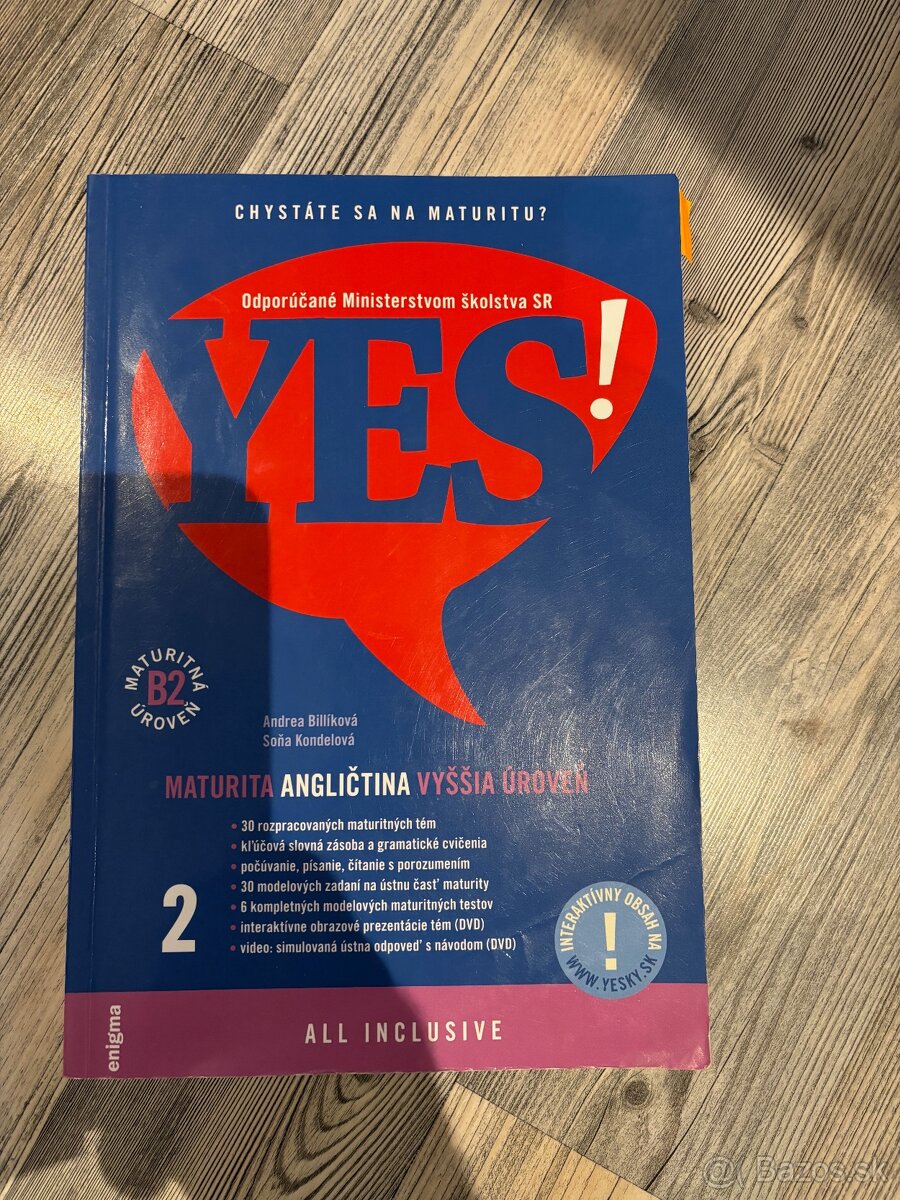 CHYSTÁTE SA NA MATURITU?
Odporúčané Ministerstvom školstva SR
YES!
MATURITNÁ
B2
ÚROVEŇ
Andrea Billíková
Soňa Kondelová
MATURITA ANGLIČTINA VYŠŠIA ÚROVEŇ
• 30 rozpracovaných maturitných tém
• kľúčová slovná zásoba a gramatické cvičenia
• počúvanie, písanie, čítanie s porozumením
• 30 modelových zadaní na ústnu časť maturity
• 6 kompletných modelových maturitných testov
• interaktívne obrazové prezentácie tém (DVD)
• video: simulovaná ústna odpoveď s návodom (DVD)
2
INTERAKTÍVNY OBSAH NA
!
WWW.YESKY.SK
enigma
ALL INCLUSIVE
@ Bazos.sk